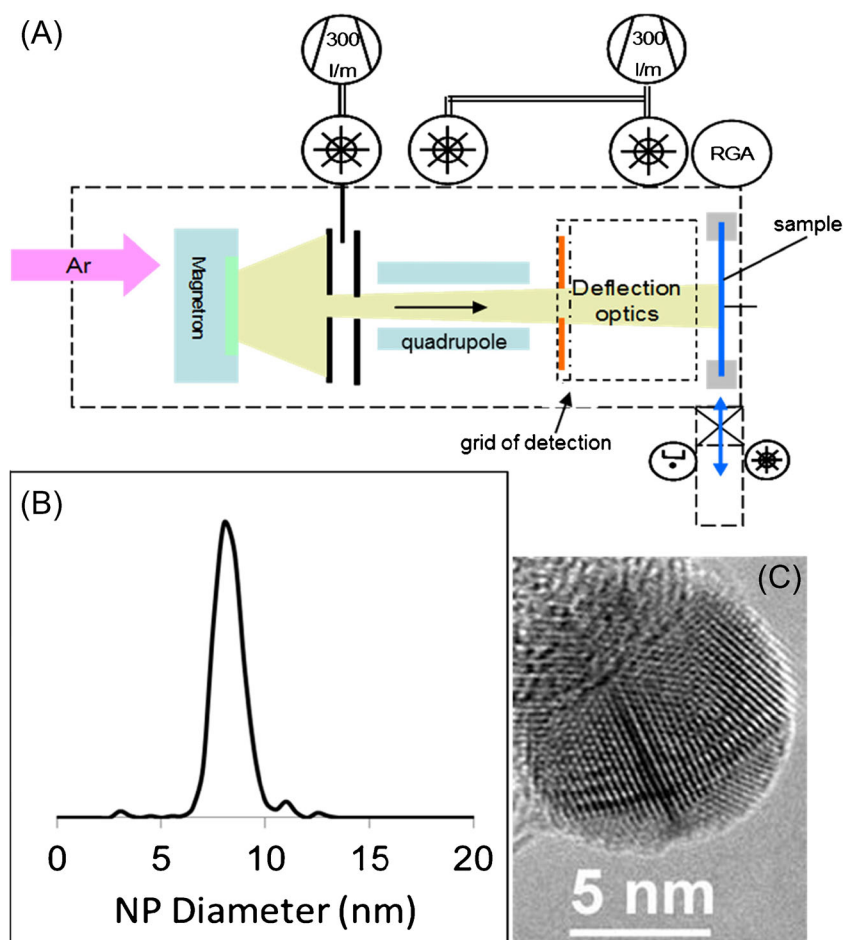 (A)
300
l/m
300
l/m
RGA
sample
Ar
Magnetron
Deflection
optics
quadrupole
grid of detection
(B)
0 5 10 15 20
NP Diameter (nm)
(C)
5 nm